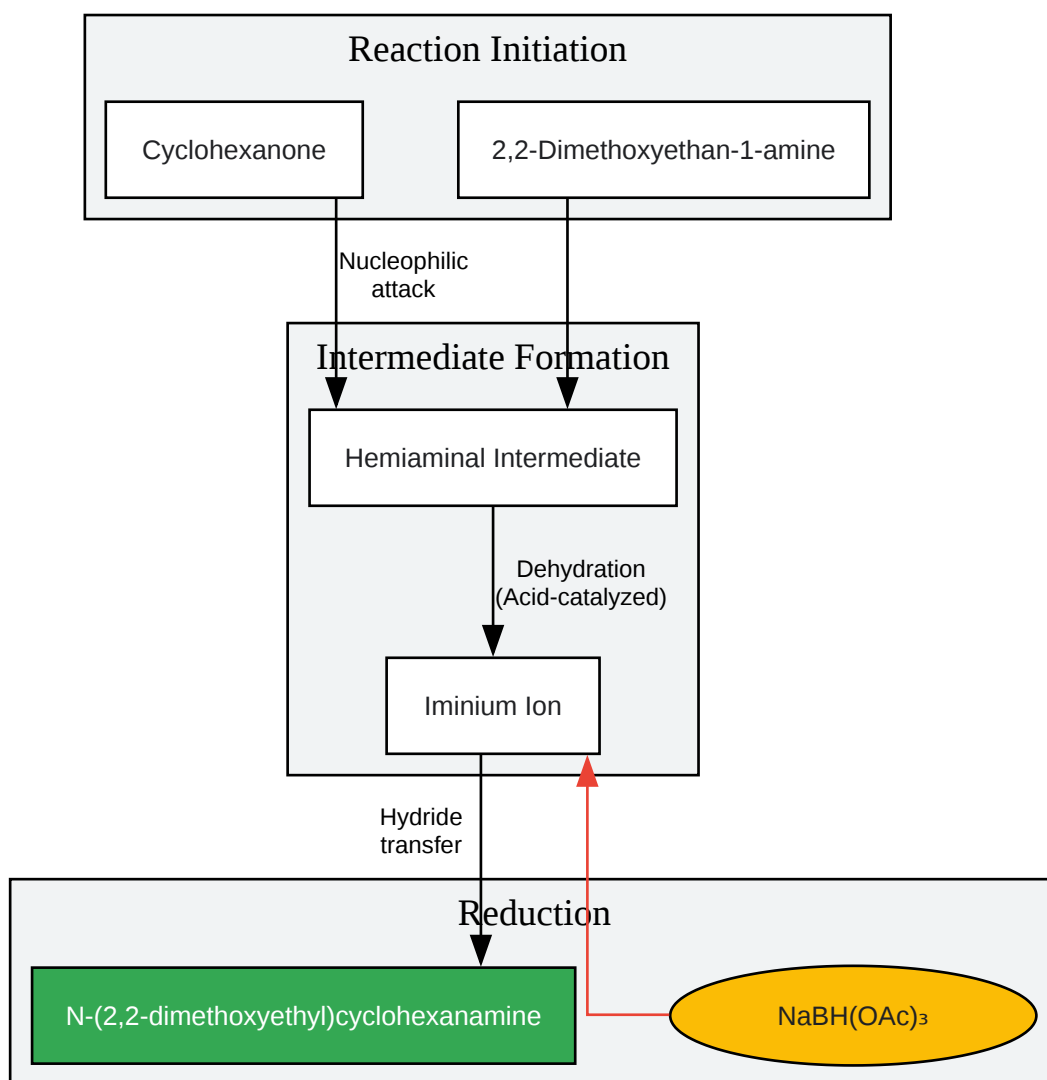 Reaction Initiation
Cyclohexanone
2,2-Dimethoxyethan-1-amine
Nucleophilic
attack
Intermediate Formation
Hemiaminal Intermediate
Dehydration
(Acid-catalyzed)
Iminium Ion
Hydride
transfer
Reduction
N-(2,2-dimethoxyethyl)cyclohexanamine
NaBH(OAc)₃